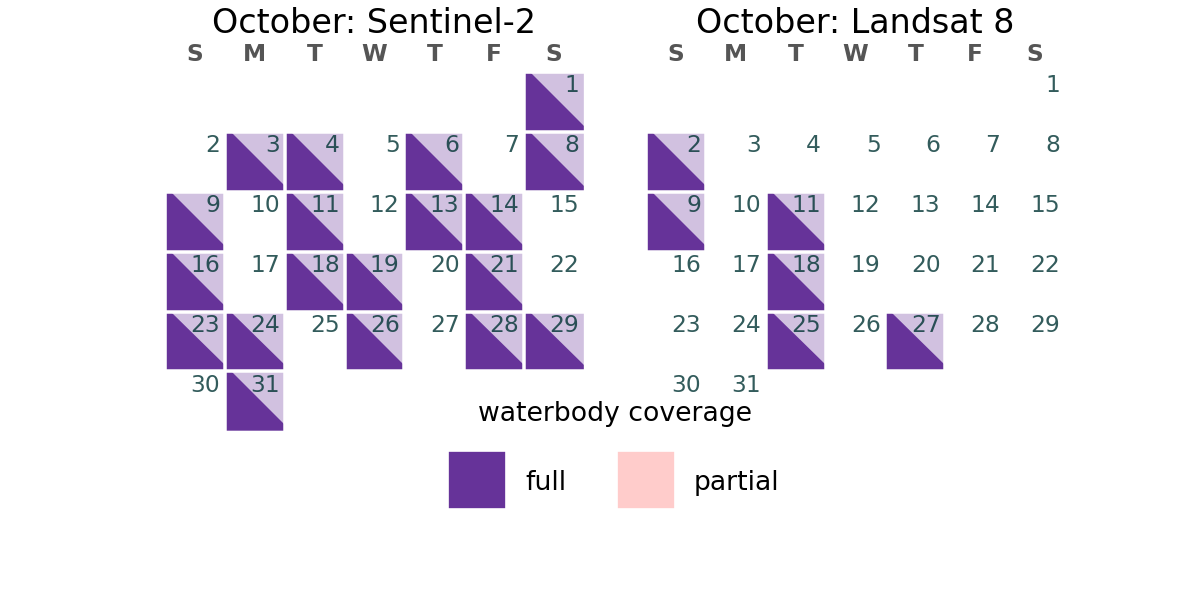 October: Sentinel-2
S M T W T F S
1
2 3 4 5 6 7 8
9 10 11 12 13 14 15
16 17 18 19 20 21 22
23 24 25 26 27 28 29
30 31
October: Landsat 8
S M T W T F S
1
2 3 4 5 6 7 8
9 10 11 12 13 14 15
16 17 18 19 20 21 22
23 24 25 26 27 28 29
30 31
waterbody coverage
full partial